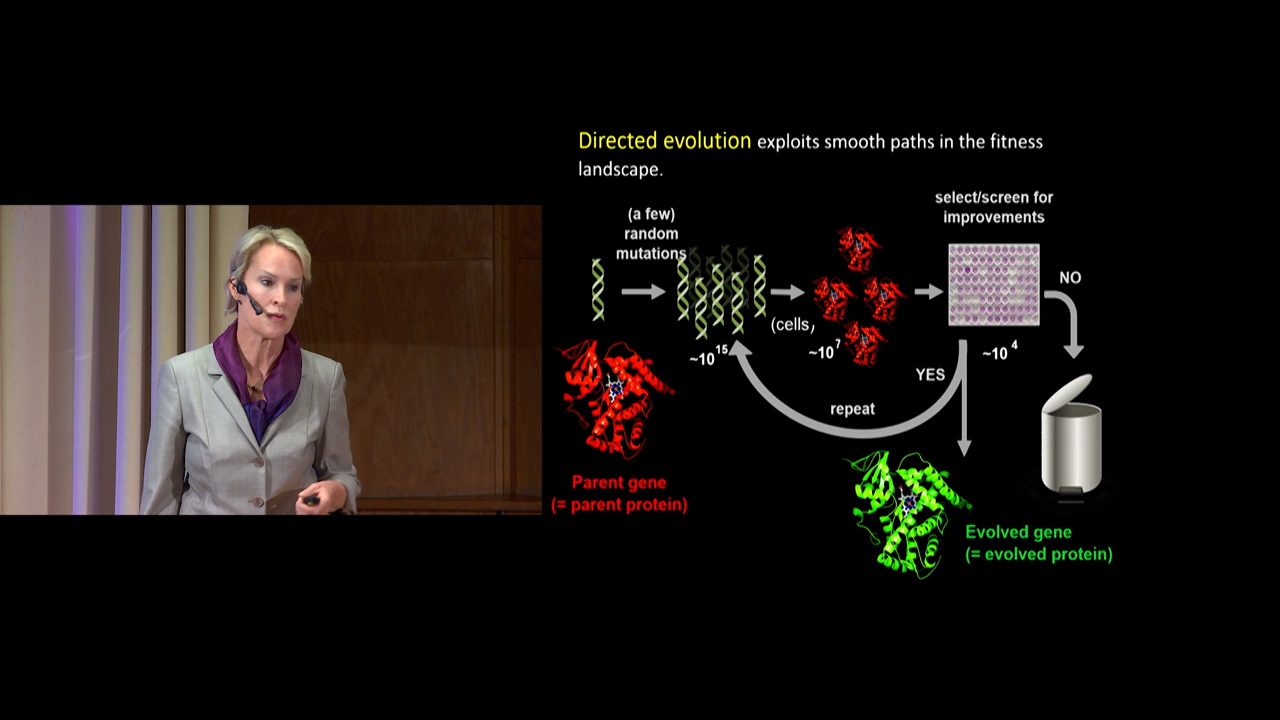 Directed evolution exploits smooth paths in the fitness
landscape.
(a few)
random
mutations
select/screen for
improvements
NO
(cells,
~10 15
~10 7
~10 4
YES
repeat
Parent gene
(= parent protein)
Evolved gene
(= evolved protein)